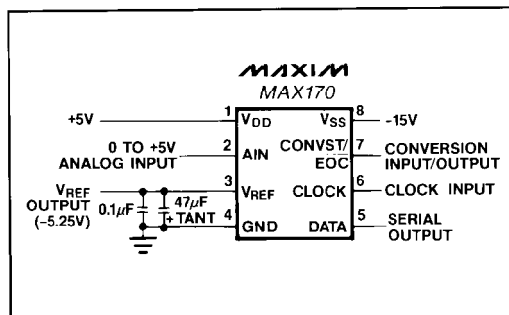 MAXIM
MAX170
+5V 1 VDD VSS 8 -15V
0 TO +5V
ANALOG INPUT 2 AIN CONVST/EOC 7 CONVERSION
INPUT/OUTPUT
VREF
OUTPUT
(-5.25V) 3 VREF CLOCK 6 CLOCK INPUT
0.1µF 47µF
+ TANT 4 GND DATA 5 SERIAL
OUTPUT